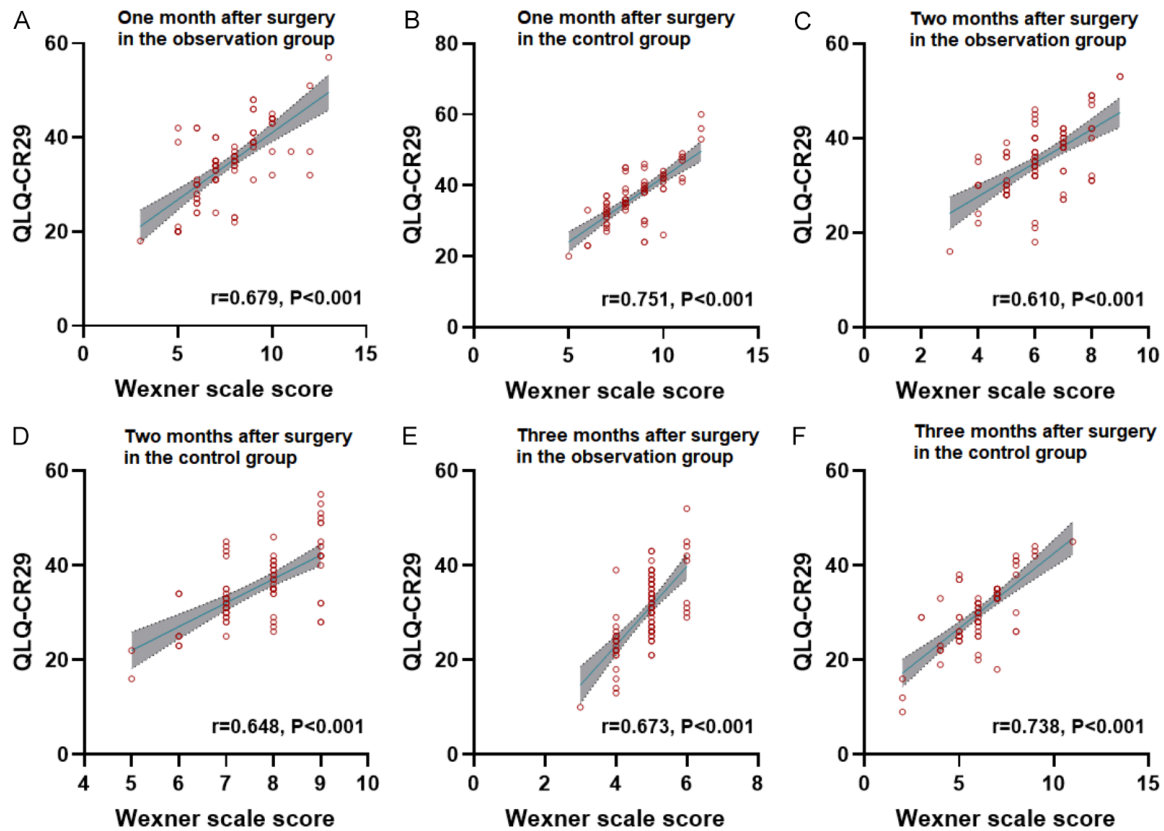 A
One month after surgery
in the observation group
60
40
20
0
QLQ-CR29
r=0.679, P<0.001
0 5 10 15
Wexner scale score
B
One month after surgery
in the control group
80
60
40
20
0
QLQ-CR29
r=0.751, P<0.001
0 5 10 15
Wexner scale score
C
Two months after surgery
in the observation group
60
40
20
0
QLQ-CR29
r=0.610, P<0.001
0 2 4 6 8 10
Wexner scale score
D
Two months after surgery
in the control group
60
40
20
0
QLQ-CR29
r=0.648, P<0.001
4 5 6 7 8 9 10
Wexner scale score
E
Three months after surgery
in the observation group
60
40
20
0
QLQ-CR29
r=0.673, P<0.001
0 2 4 6 8
Wexner scale score
F
Three months after surgery
in the control group
60
40
20
0
QLQ-CR29
r=0.738, P<0.001
0 5 10 15
Wexner scale score